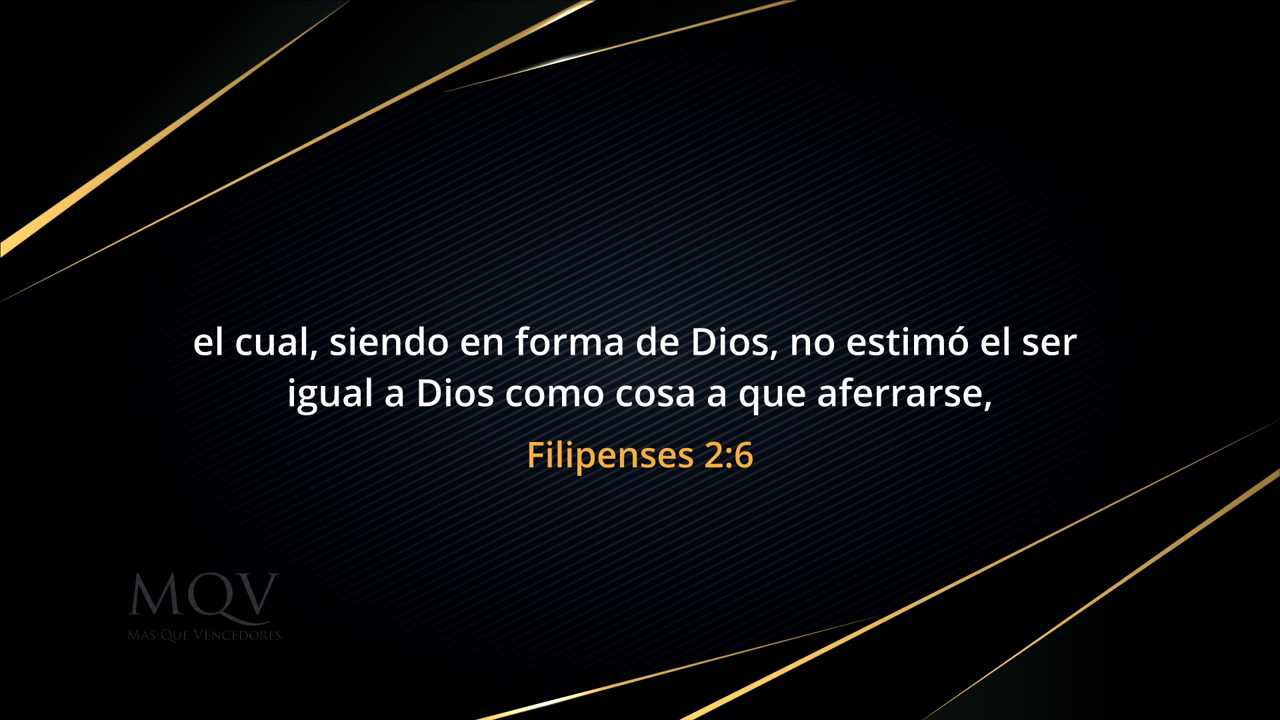 el cual, siendo en forma de Dios, no estimó el ser
igual a Dios como cosa a que aferrarse,
Filipenses 2:6
MQV
Más Que Vencedores